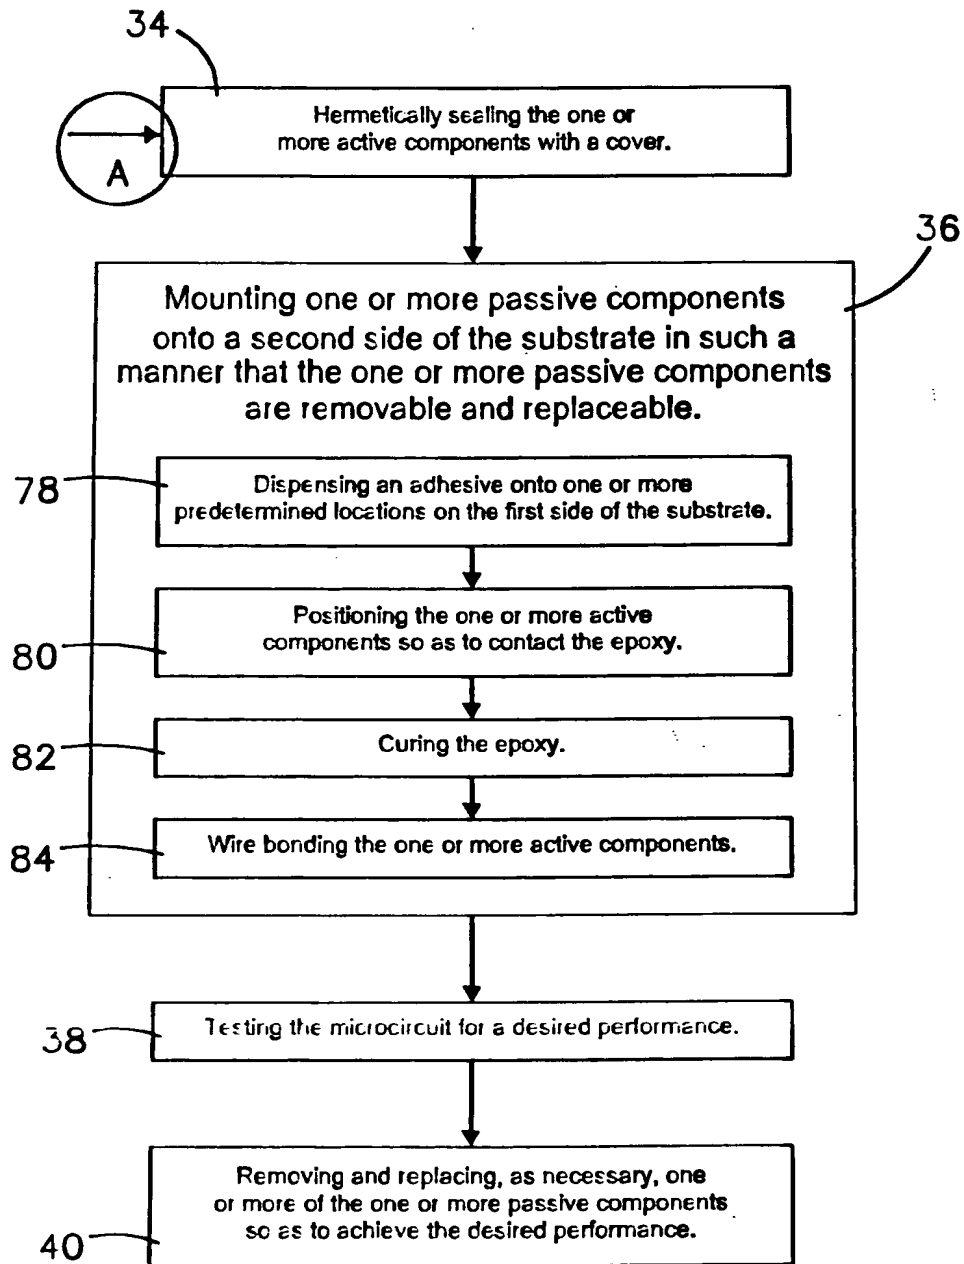 34
Hermetically sealing the one or
more active components with a cover.
A
36
Mounting one or more passive components
onto a second side of the substrate in such a
manner that the one or more passive components
are removable and replaceable.
78
Dispensing an adhesive onto one or more
predetermined locations on the first side of the substrate.
80
Positioning the one or more active
components so as to contact the epoxy.
82
Curing the epoxy.
84
Wire bonding the one or more active components.
38
Testing the microcircuit for a desired performance.
40
Removing and replacing, as necessary, one
or more of the one or more passive components
so as to achieve the desired performance.